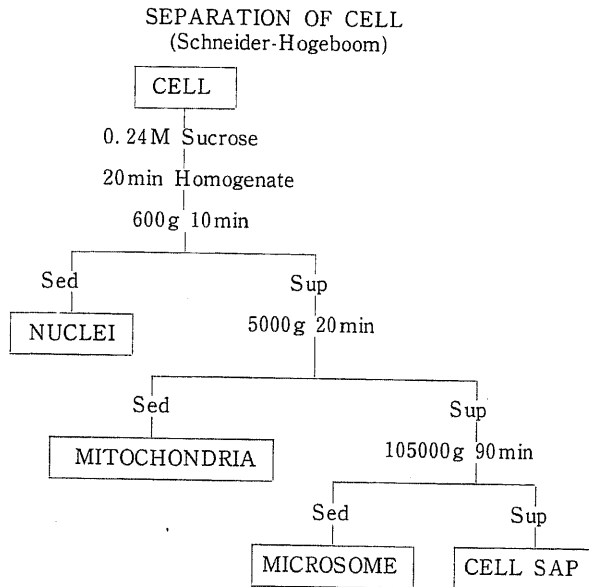 SEPARATION OF CELL
(Schneider-Hogeboom)
CELL
0.24M Sucrose
20min Homogenate
600g 10min
Sed
Sup
NUCLEI
5000g 20min
Sed
Sup
MITOCHONDRIA
105000g 90min
Sed
Sup
MICROSOME
CELL SAP